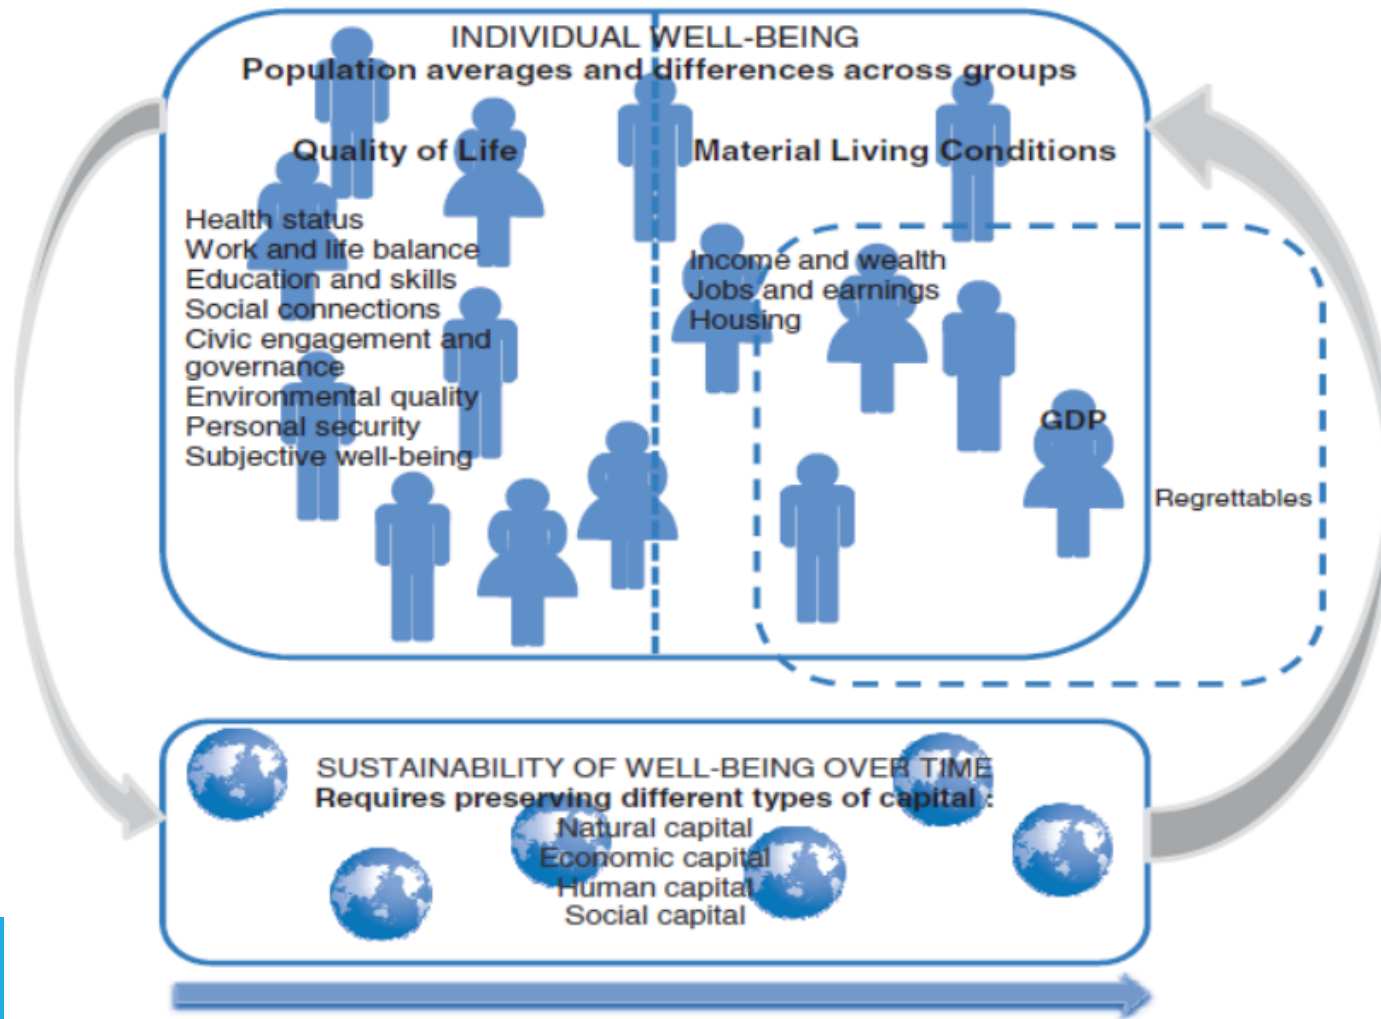 INDIVIDUAL WELL-BEING
Population averages and differences across groups
Quality of Life
Material Living Conditions
Health status
Work and life balance
Education and skills
Social connections
Civic engagement and
governance
Environmental quality
Personal security
Subjective well-being
Income and wealth
Jobs and earnings
Housing
GDP
Regrettables
SUSTAINABILITY OF WELL-BEING OVER TIME
Requires preserving different types of capital :
Natural capital
Economic capital
Human capital
Social capital